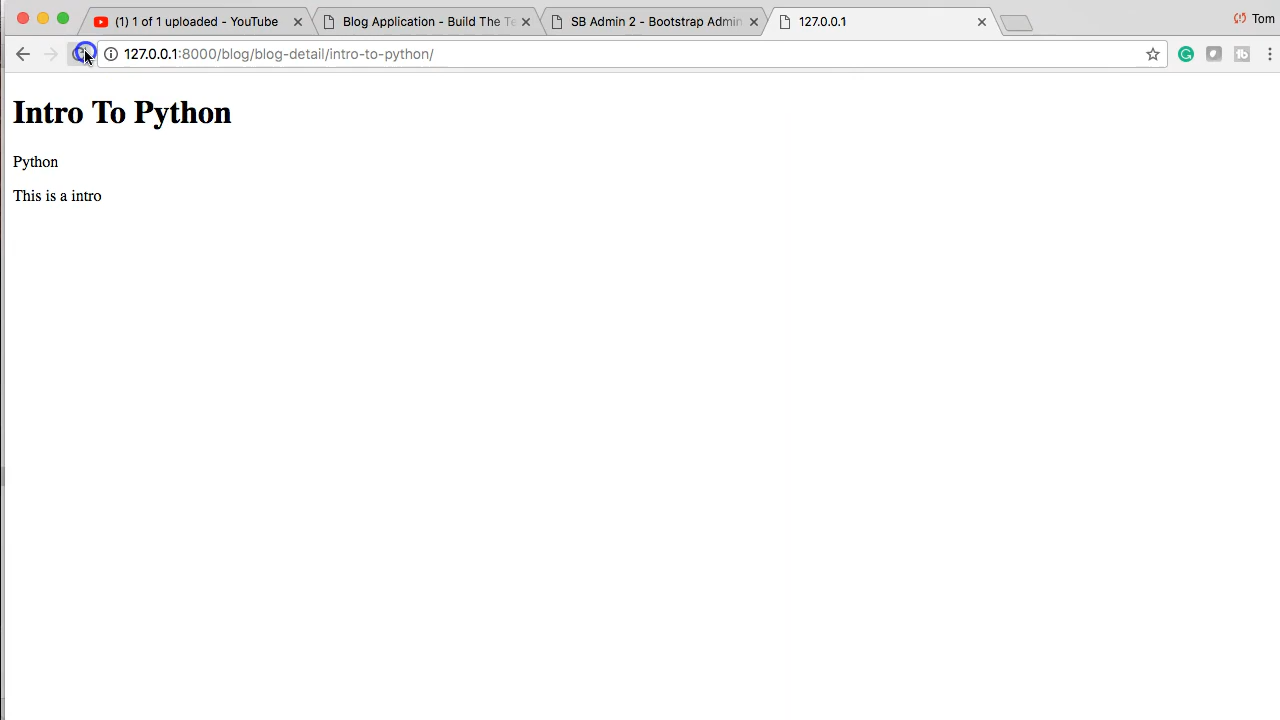 (1) 1 of 1 uploaded - YouTube
Blog Application - Build The Te
SB Admin 2 - Bootstrap Admin
127.0.0.1
Tom
127.0.0.1:8000/blog/blog-detail/intro-to-python/
Intro To Python
Python
This is a intro